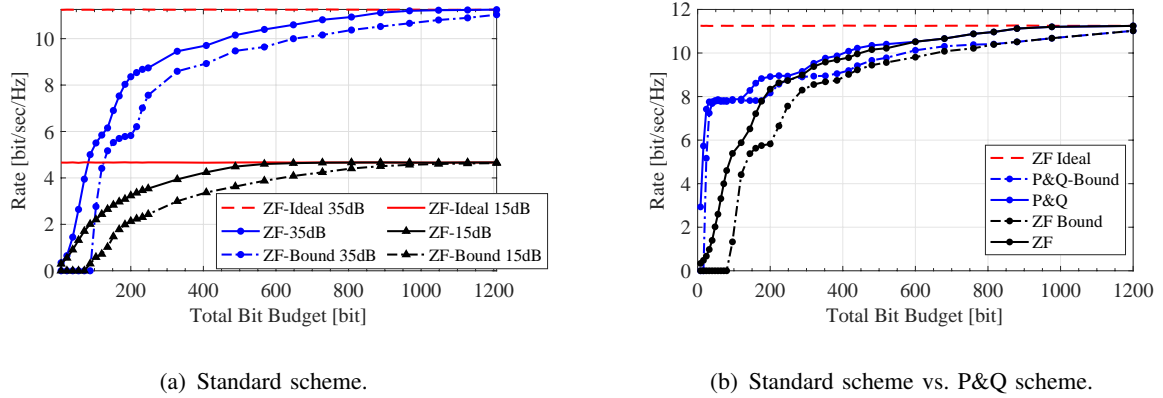 10
8
6
4
2
0
Rate [bit/sec/Hz]
200 400 600 800 1000 1200
Total Bit Budget [bit]
ZF-Ideal 35dB ZF-Ideal 15dB
ZF-35dB ZF-15dB
ZF-Bound 35dB ZF-Bound 15dB
(a) Standard scheme.
12
10
8
6
4
2
0
Rate [bit/sec/Hz]
0 200 400 600 800 1000 1200
Total Bit Budget [bit]
ZF Ideal
P&Q-Bound
P&Q
ZF Bound
ZF
(b) Standard scheme vs. P&Q scheme.